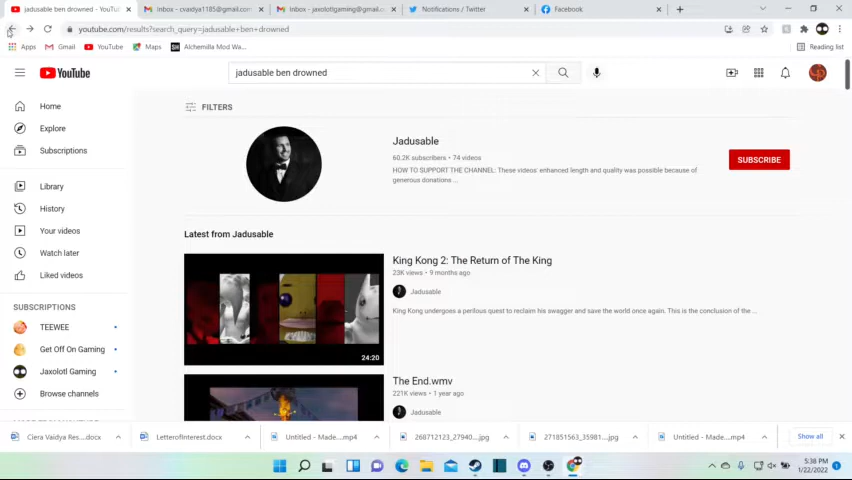 jadusable ben drowned - YouTu
Inbox - cvaidya1185@gmail.com
Inbox - jaxolotlgaming@gmail.c
Notifications / Twitter
Facebook
youtube.com/results?search_query=jadusable+ben+drowned
Apps
Gmail
YouTube
Maps
Alchemilla Mod Wa...
Reading list
YouTube
jadusable ben drowned
Home
Explore
Subscriptions
Library
History
Your videos
Watch later
Liked videos
SUBSCRIPTIONS
TEEWEE
Get Off On Gaming
Jaxolotl Gaming
Browse channels
FILTERS
Jadusable
60.2K subscribers • 74 videos
HOW TO SUPPORT THE CHANNEL: These videos' enhanced length and quality was possible because of
generous donations ...
SUBSCRIBE
Latest from Jadusable
King Kong 2: The Return of The King
23K views • 9 months ago
Jadusable
King Kong undergoes a perilous quest to reclaim his swagger and save the world once again. This is the conclusion of the ...
24:20
The End.wmv
221K views • 1 year ago
Jadusable
Ciera Vaidya Res....docx
LetterofInterest.docx
Untitled - Made....mp4
268712123_27940....jpg
271851563_35981....jpg
Untitled - Made....mp4
Show all
5:38 PM
1/22/2022